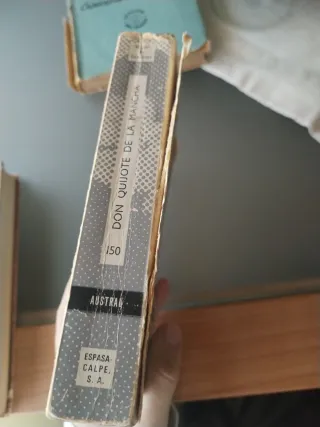 DON QUIJOTE DE LA MANCHA
150
AUSTRAL
ESPASA-
CALPE,
S. A.